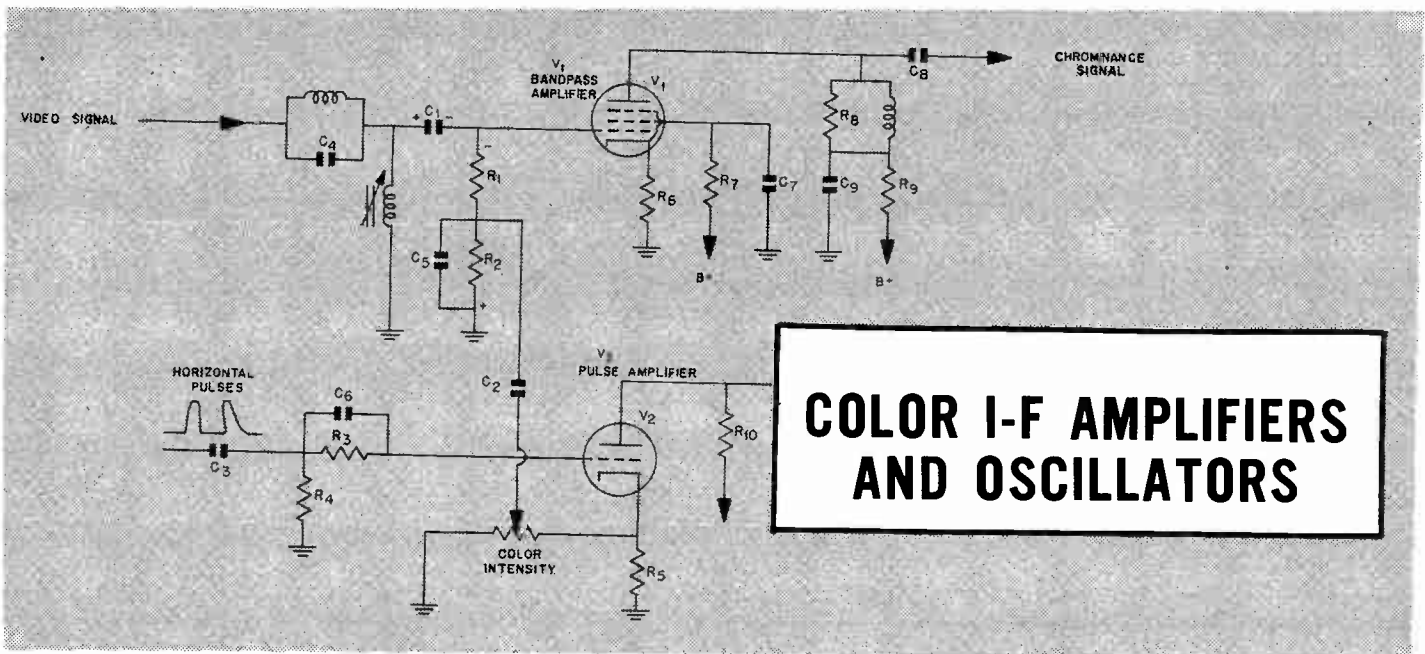 V1
BANDPASS
AMPLIFIER
V1
C8
CHROMINANCE
SIGNAL
VIDEO SIGNAL
C4
+ C1 -
-
R1
C5
R2
+
R6
R7
C7
R8
C9
R9
B+
B+
HORIZONTAL
PULSES
C3
C6
R3
R4
C2
PULSE AMPLIFIER
V2
R10
COLOR
INTENSITY
R5
COLOR I-F AMPLIFIERS
AND OSCILLATORS